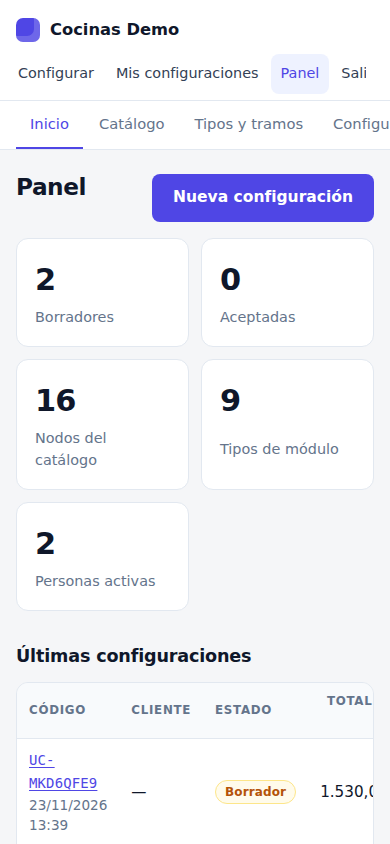 Cocinas Demo
Configurar Mis configuraciones Panel Sali
Inicio Catálogo Tipos y tramos Configu
Panel
Nueva configuración
2
Borradores
0
Aceptadas
16
Nodos del
catálogo
9
Tipos de módulo
2
Personas activas
Últimas configuraciones
CÓDIGO CLIENTE ESTADO TOTAL
UC-
MKD6QFE9
23/11/2026
13:39
—
Borrador
1.530,0